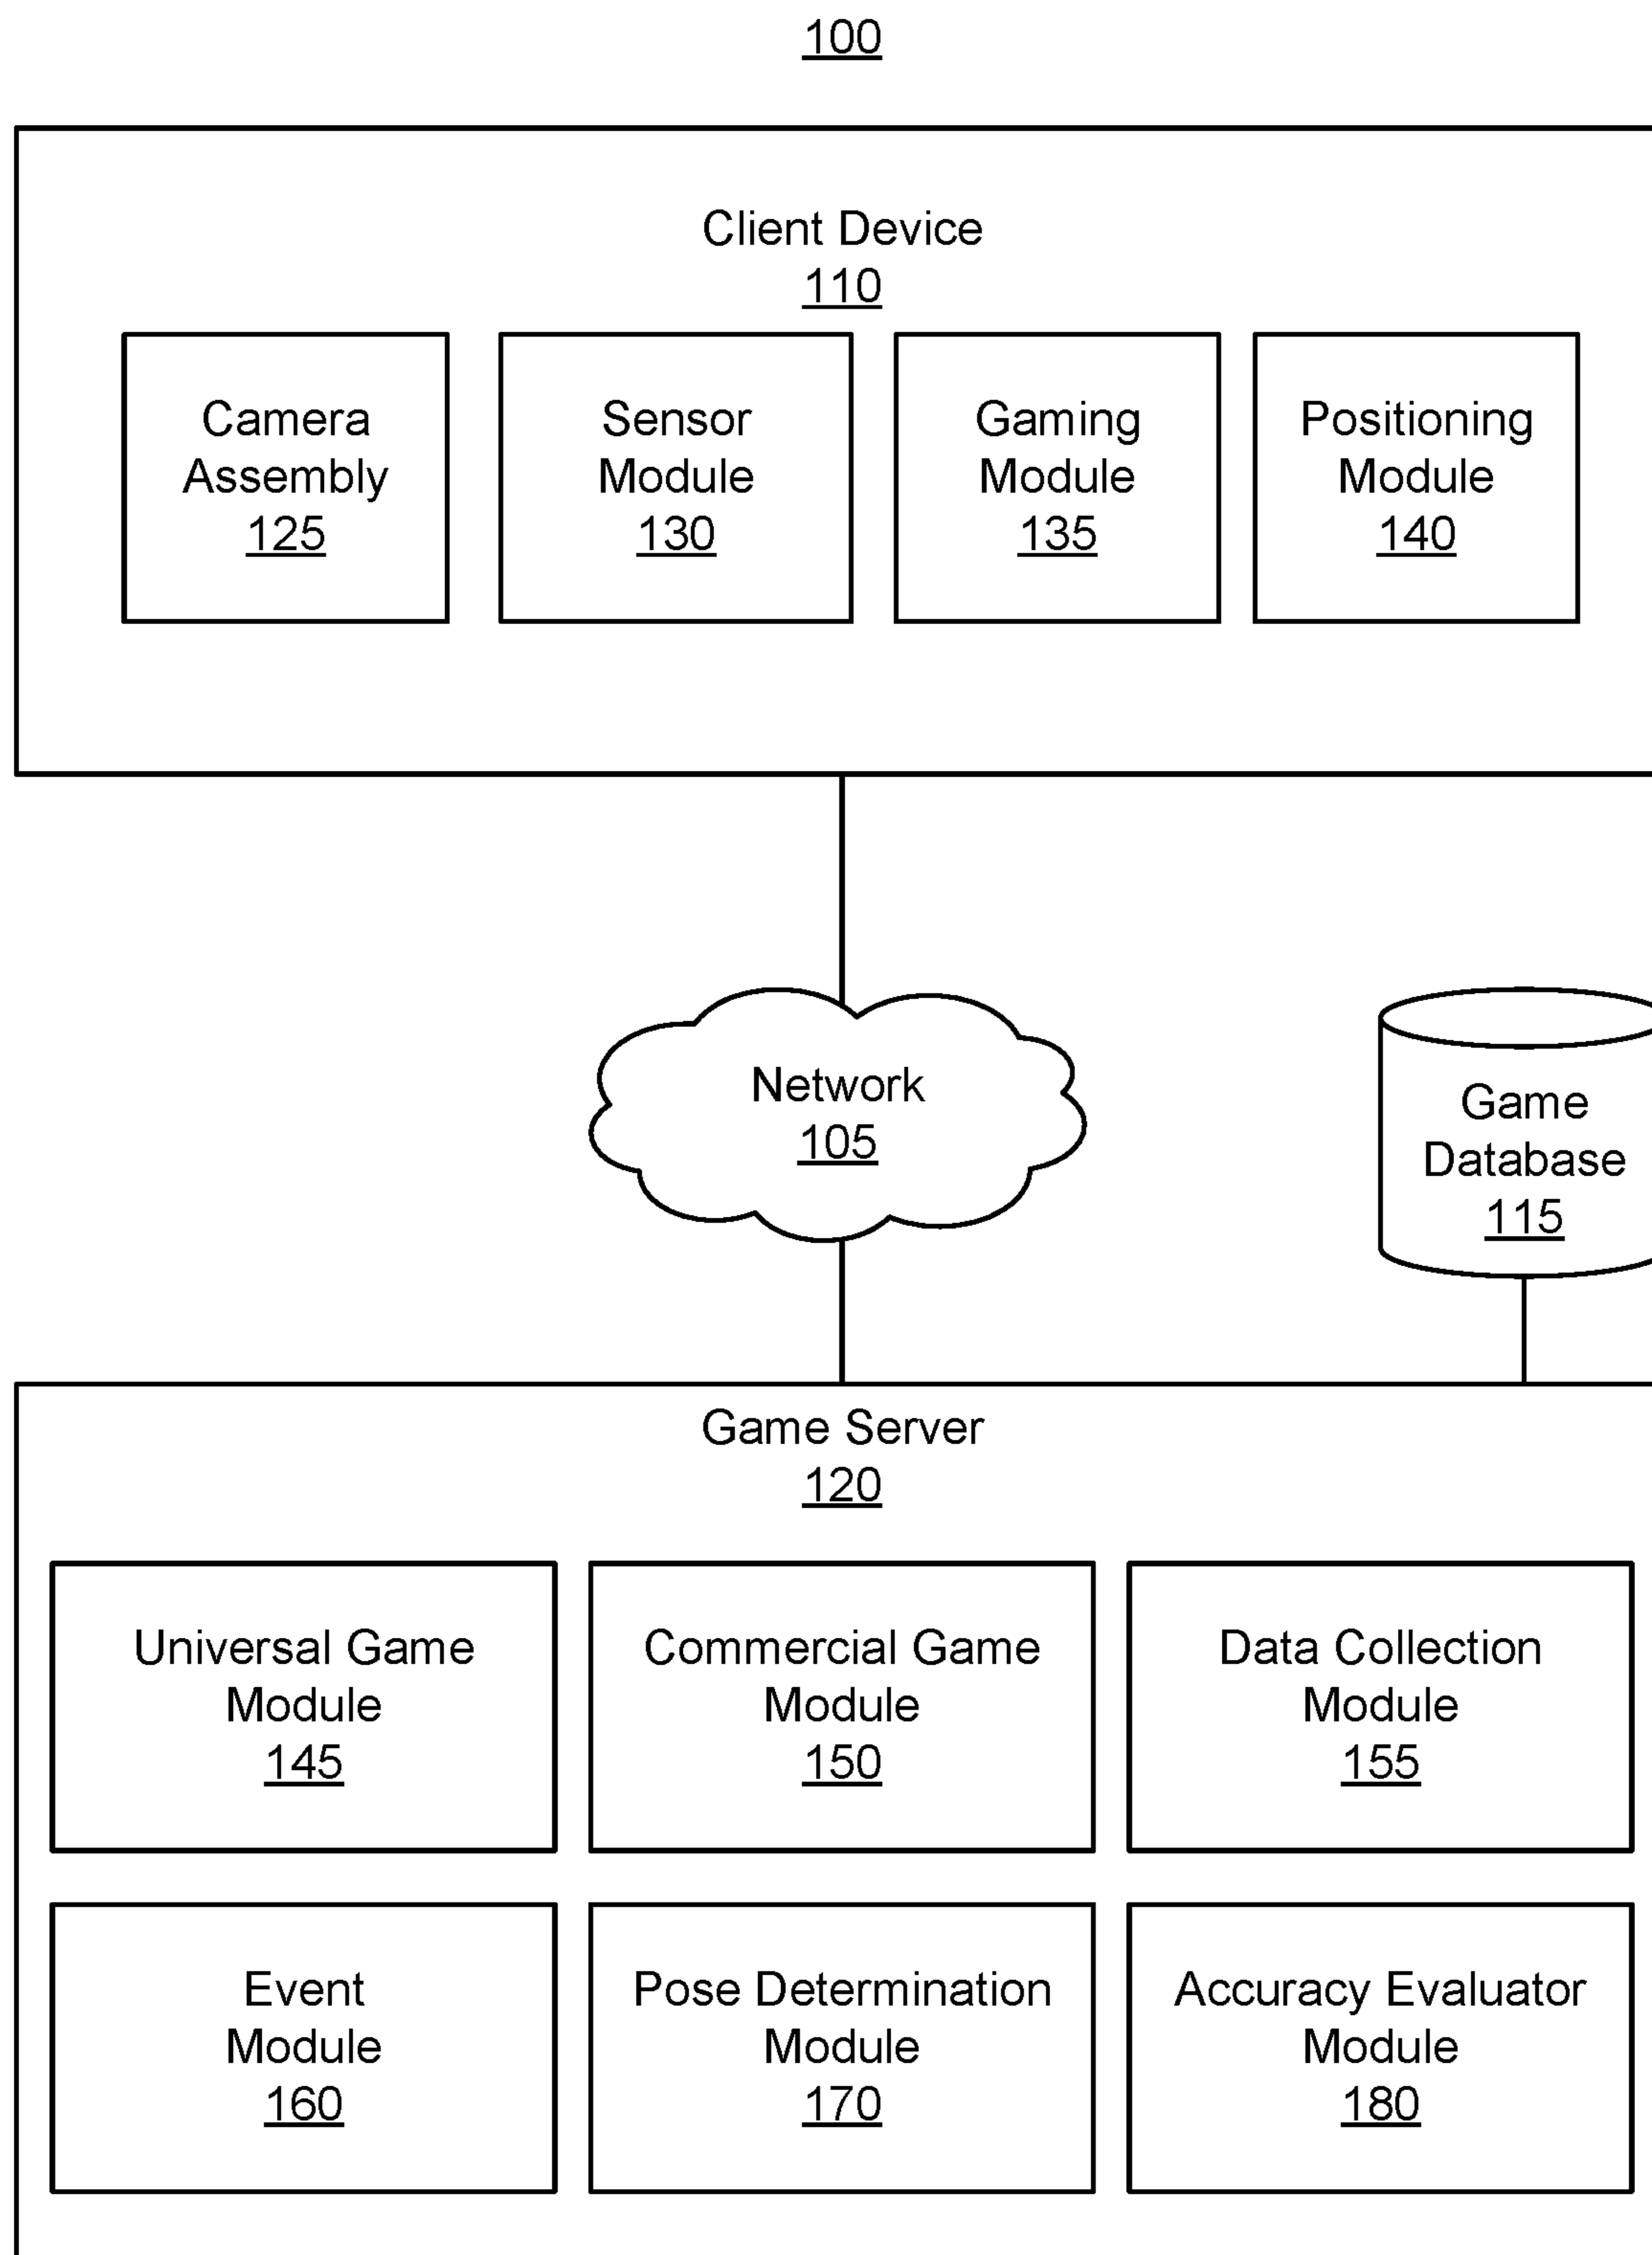 100
Client Device
110
Camera
Assembly
125
Sensor
Module
130
Gaming
Module
135
Positioning
Module
140
Network
105
Game
Database
115
Game Server
120
Universal Game
Module
145
Commercial Game
Module
150
Data Collection
Module
155
Event
Module
160
Pose Determination
Module
170
Accuracy Evaluator
Module
180